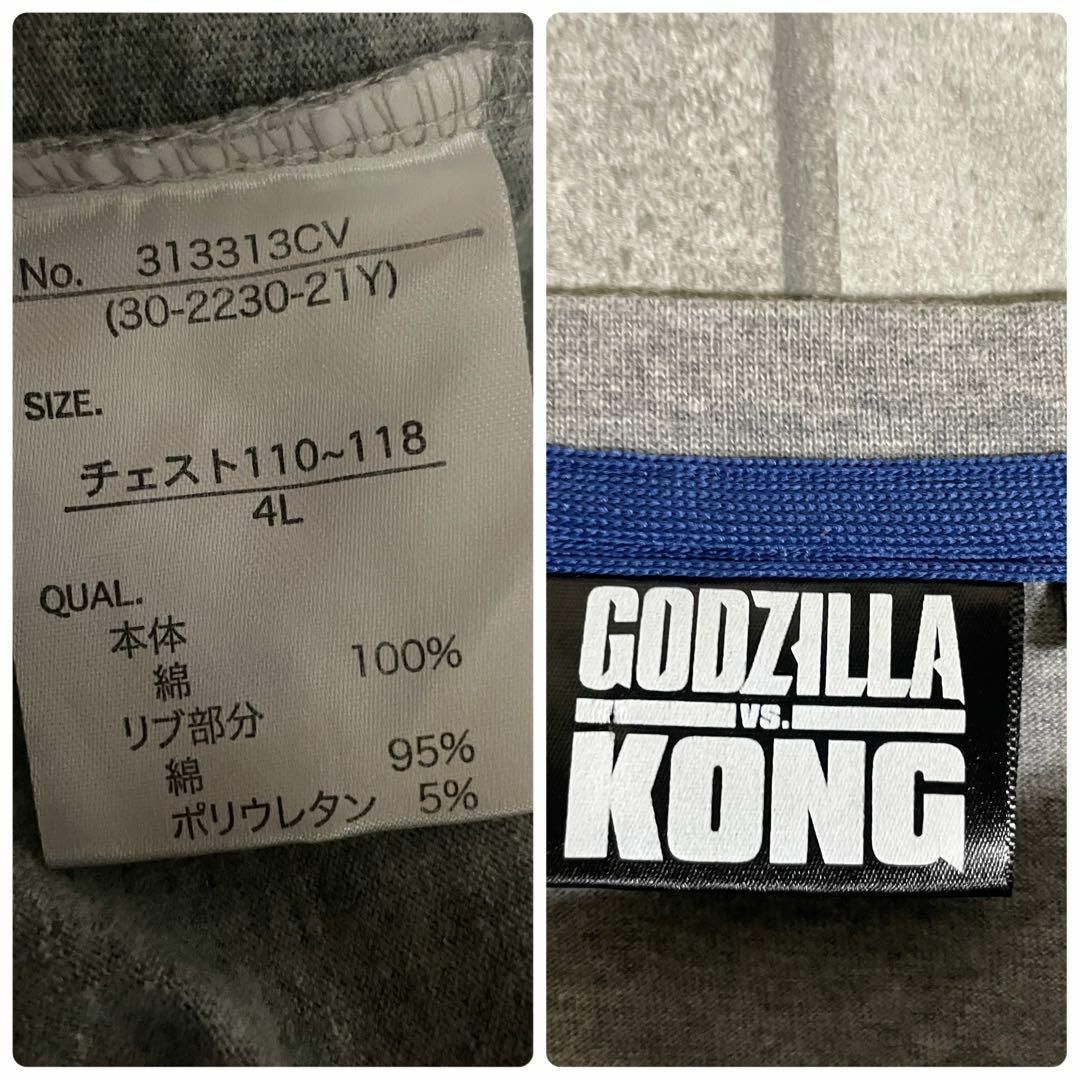 No. 313313CV
(30-2230-21Y)
SIZE.
チェスト110~118
4L
QUAL.
本体
綿 100%
リブ部分
綿 95%
ポリウレタン 5%
GODZILLA
VS.
KONG